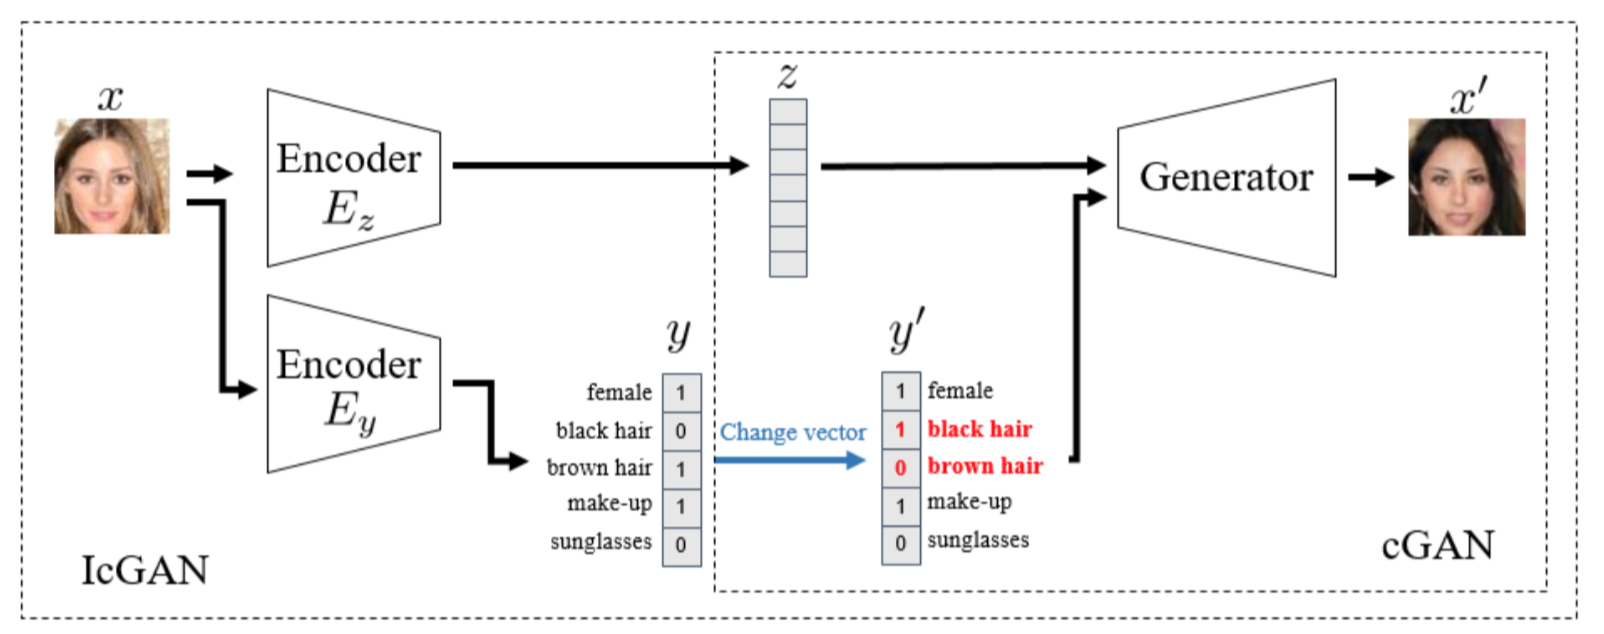 x
Encoder
E_z
z
Generator
x′
Encoder
E_y
y
female 1
black hair 0
brown hair 1
make-up 1
sunglasses 0
Change vector
y′
1 female
1 black hair
0 brown hair
1 make-up
0 sunglasses
IcGAN
cGAN